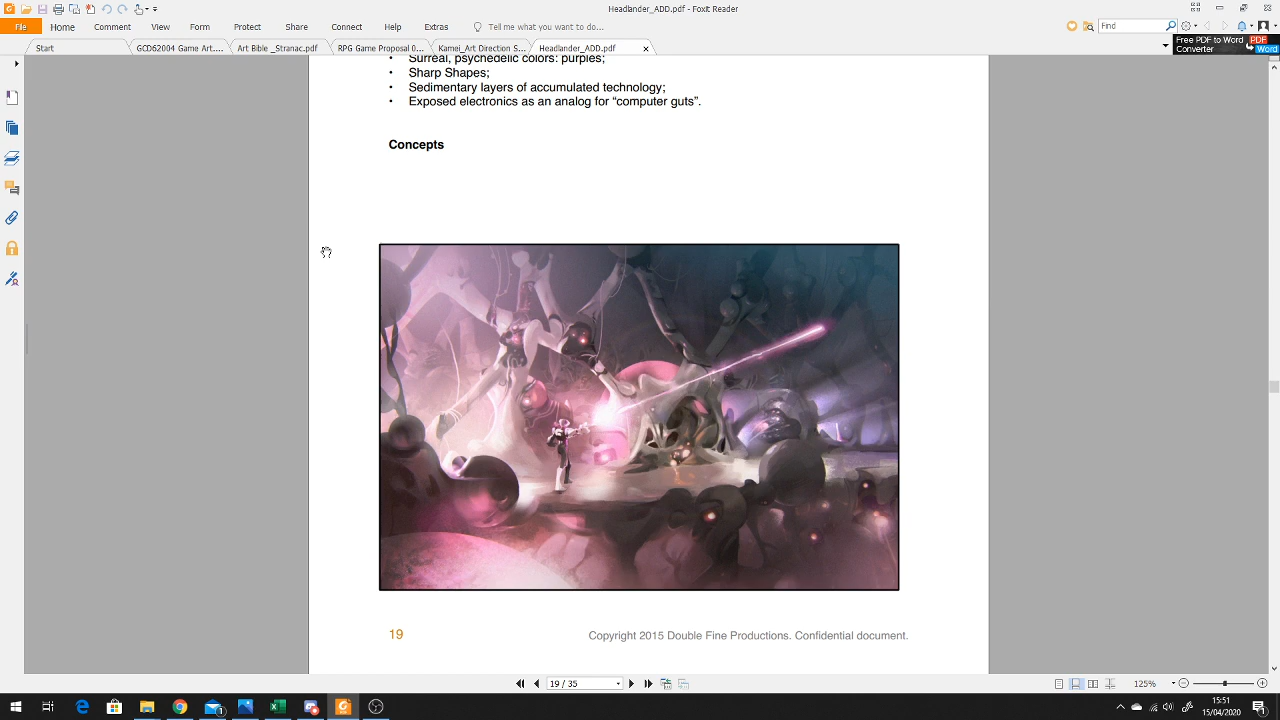 Headlander_ADD.pdf - Foxit Reader
File Home Comment View Form Protect Share Connect Help Extras Tell me what you want to do... Find
Start GCD62004 Game Art.... Art Bible _Stranac.pdf RPG Game Proposal 0... Kamei_Art Direction S... Headlander_ADD.pdf
Free PDF to Word PDF
Converter Word
• Surreal, psychedelic colors: purples;
• Sharp Shapes;
• Sedimentary layers of accumulated technology;
• Exposed electronics as an analog for “computer guts”.
Concepts
19 Copyright 2015 Double Fine Productions. Confidential document.
19 / 35 125%
15:51
15/04/2020